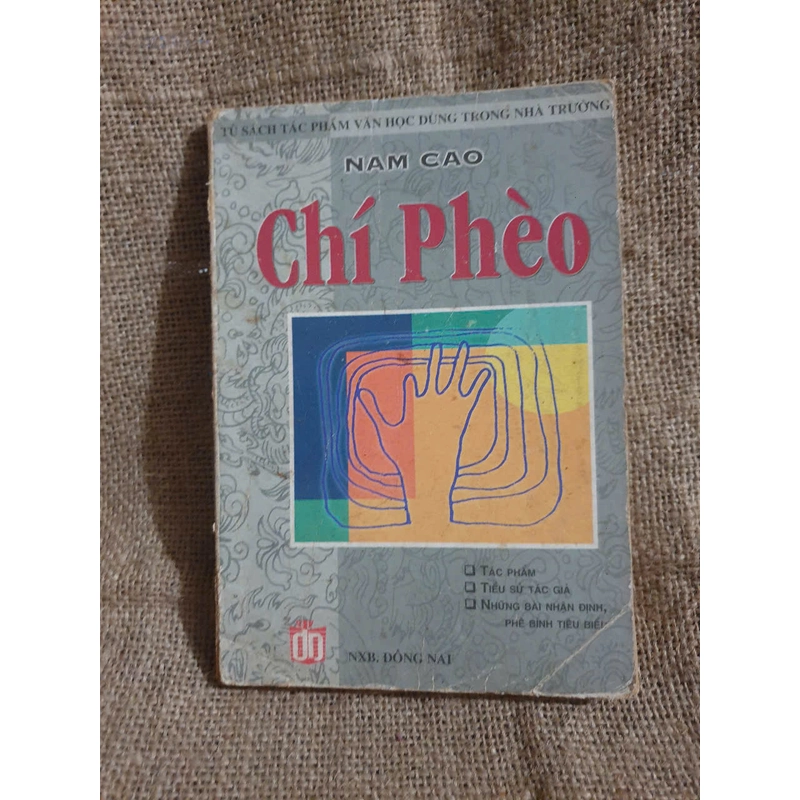 TỦ SÁCH TÁC PHẨM VĂN HỌC DÙNG TRONG NHÀ TRƯỜNG
NAM CAO
Chí Phèo
❑ TÁC PHẨM
❑ TIỂU SỬ TÁC GIẢ
❑ NHỮNG BÀI NHẬN ĐỊNH,
PHÊ BÌNH TIÊU BIỂU
ĐN
NXB. ĐỒNG NAI